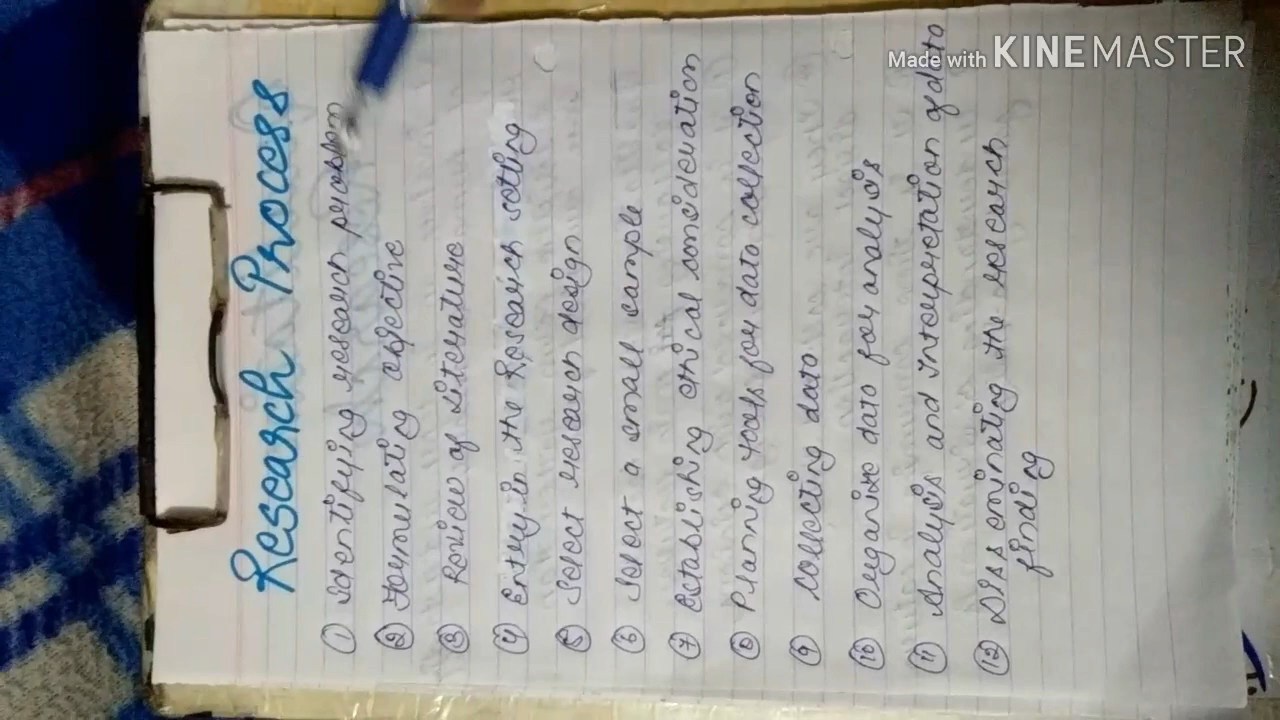 Made with KINEMASTER
Research Process
① Identifying research problem
② Formulating objective
③ Review of Literature
④ Entry in the Research setting
⑤ Select research design
⑥ Select a small sample
⑦ Establishing ethical consideration
⑧ Planning tools for data collection
⑨ Collecting data
⑩ Organize data for analysis
⑪ Analysis and Interpretation of data
⑫ Disseminating the research
finding